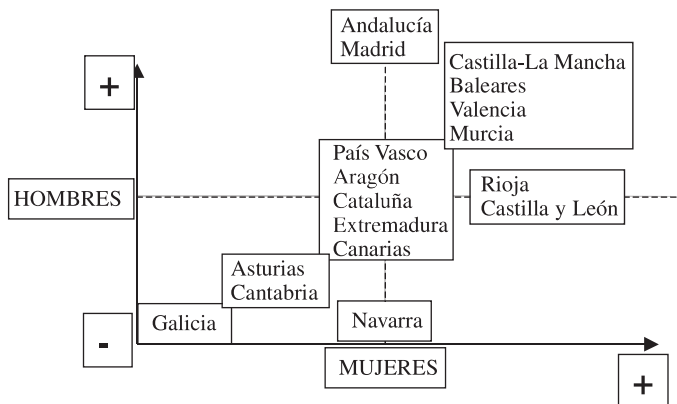 Andalucía
Madrid
Castilla-La Mancha
Baleares
Valencia
Murcia
+
País Vasco
Aragón
Cataluña
Extremadura
Canarias
Rioja
Castilla y León
HOMBRES
Asturias
Cantabria
Galicia
Navarra
-
MUJERES
+